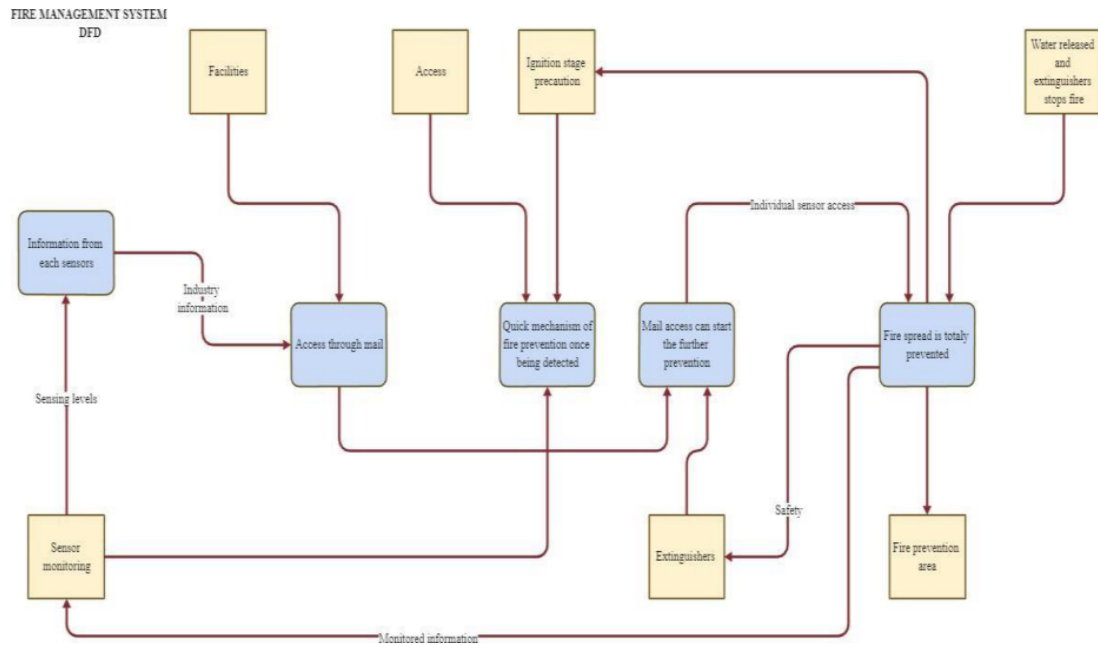 FIRE MANAGEMENT SYSTEM
DFD
Facilities
Access
Ignition stage
precaution
Water released
and
extinguishers
stops fire
Individual sensor access
Information from
each sensors
Industry
information
Access through mail
Quick mechanism of
fire prevention once
being detected
Mail access can start
the further
prevention
Fire spread is totaly
prevented
Sensing levels
Safety
Sensor
monitoring
Extinguishers
Fire prevention
area
Monitored information